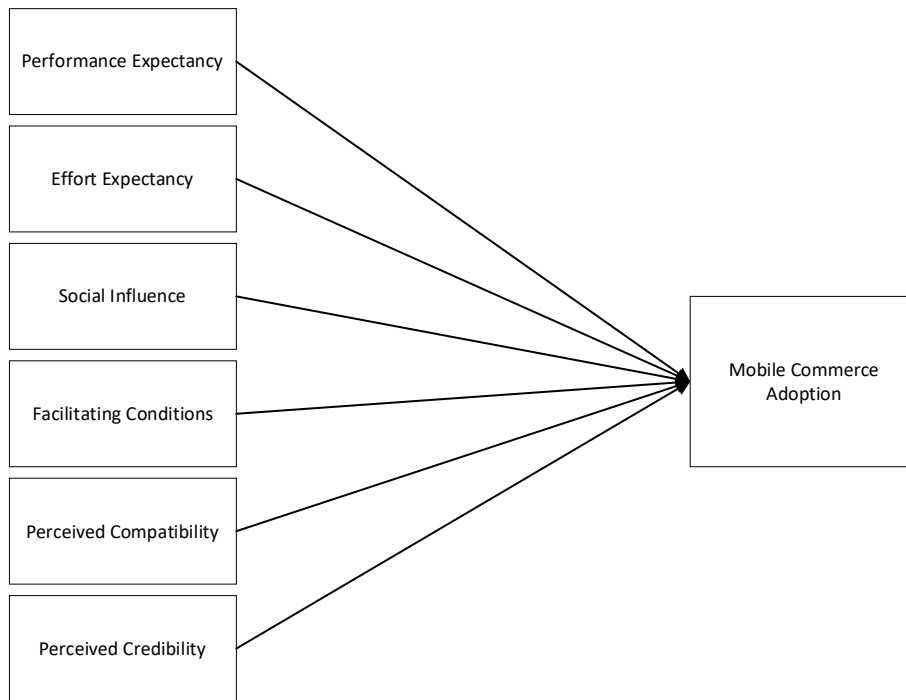 Performance Expectancy
Effort Expectancy
Social Influence
Facilitating Conditions
Perceived Compatibility
Perceived Credibility
Mobile Commerce
Adoption